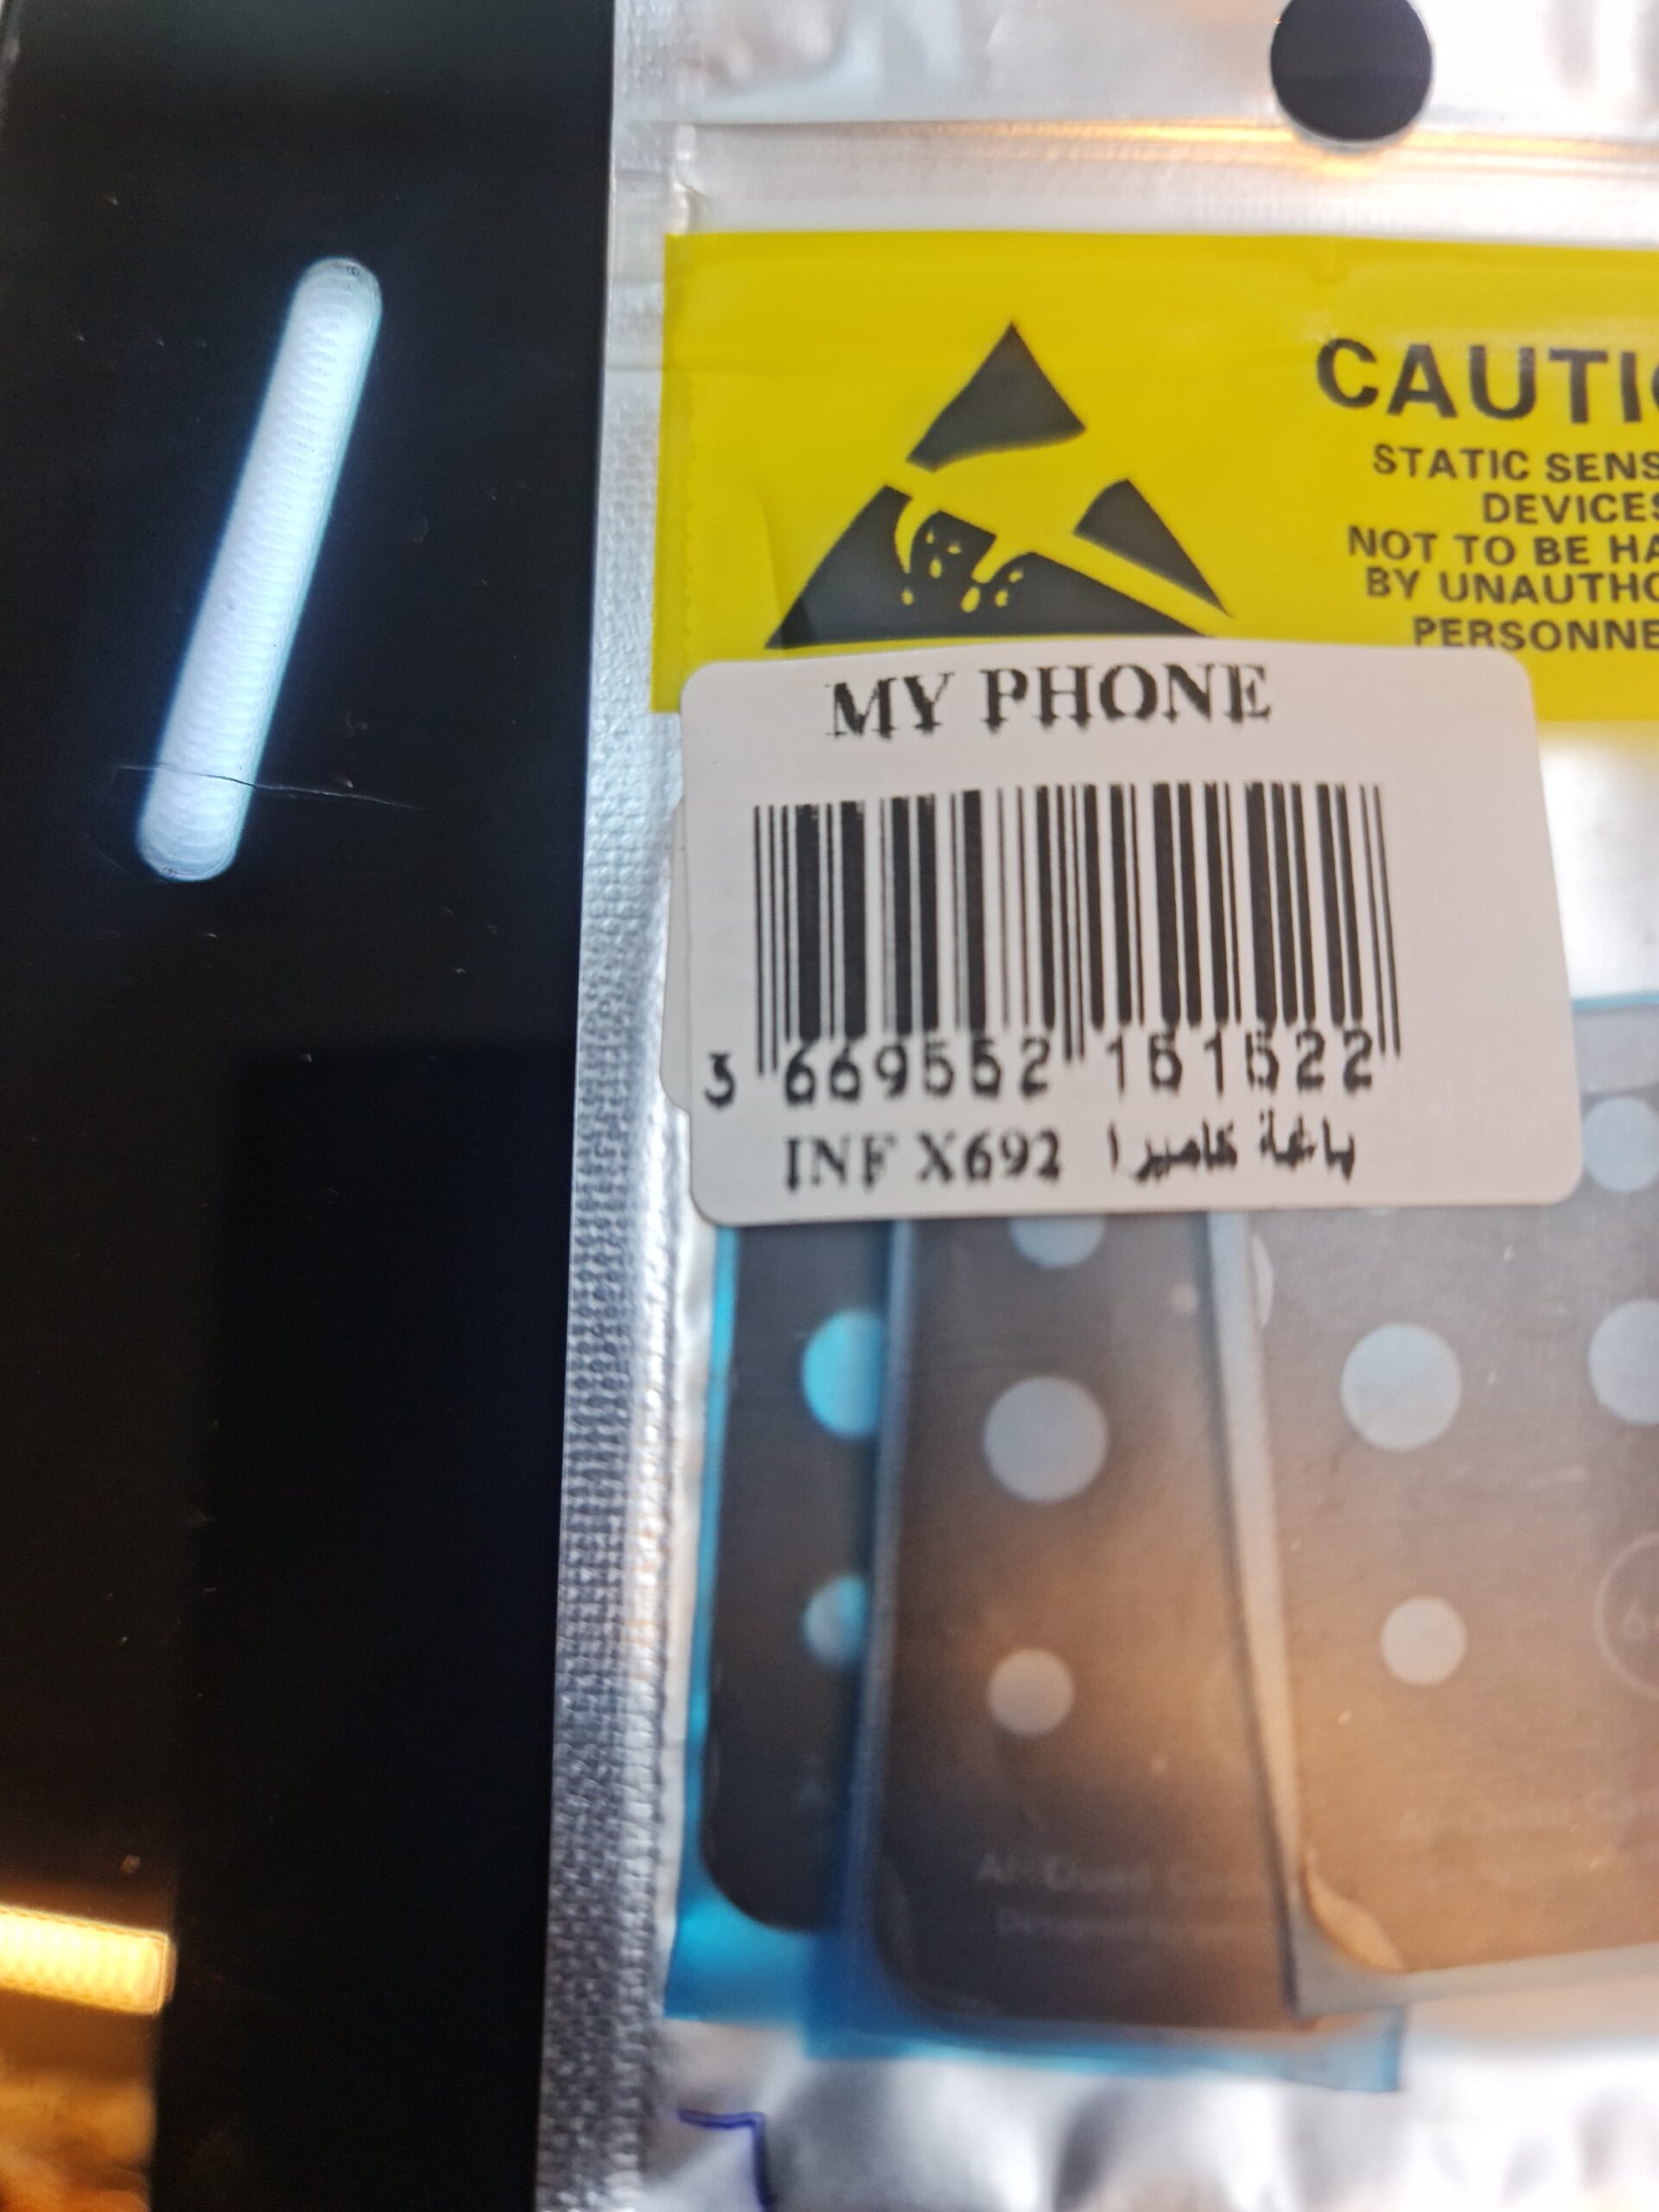 CAUTIO
STATIC SENS
DEVICES
NOT TO BE HA
BY UNAUTHO
PERSONNE
MY PHONE
3 669552 151522
INF X692 باغة كاميرا